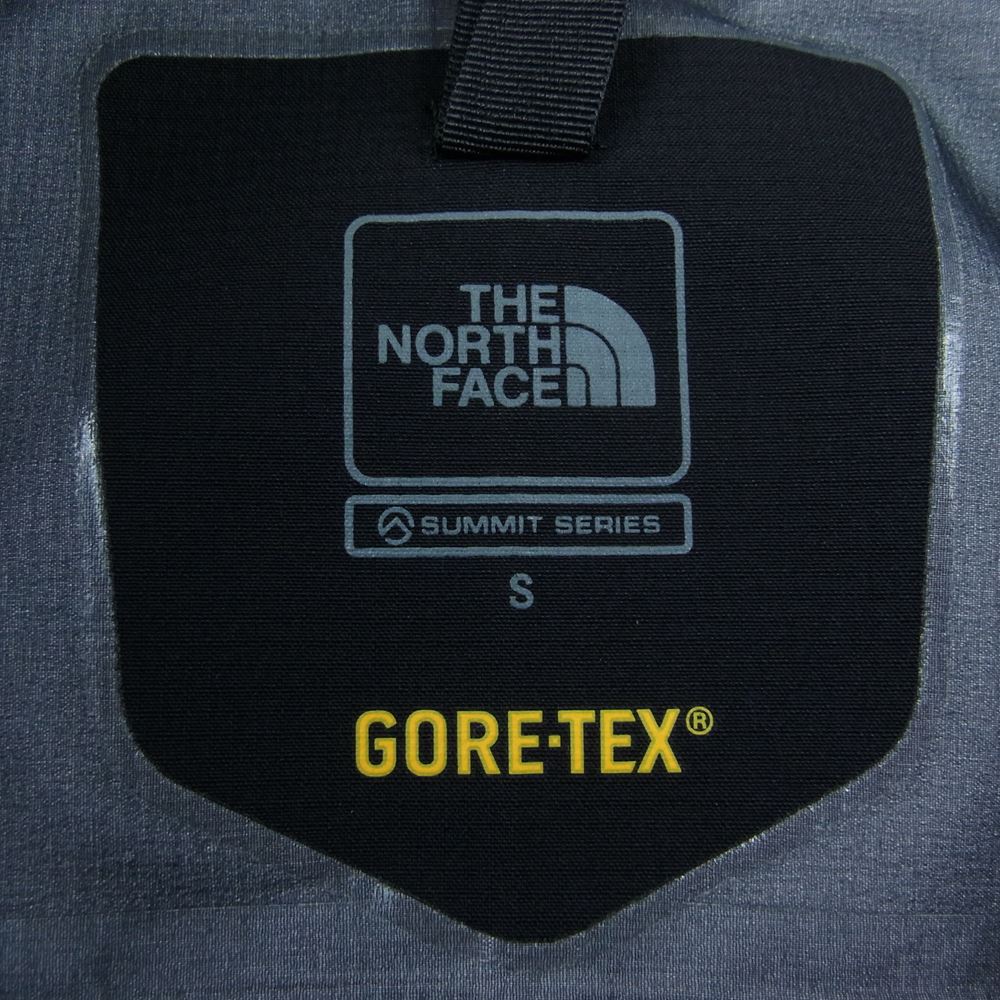 THE
NORTH
FACE
SUMMIT SERIES
S
GORE-TEX®